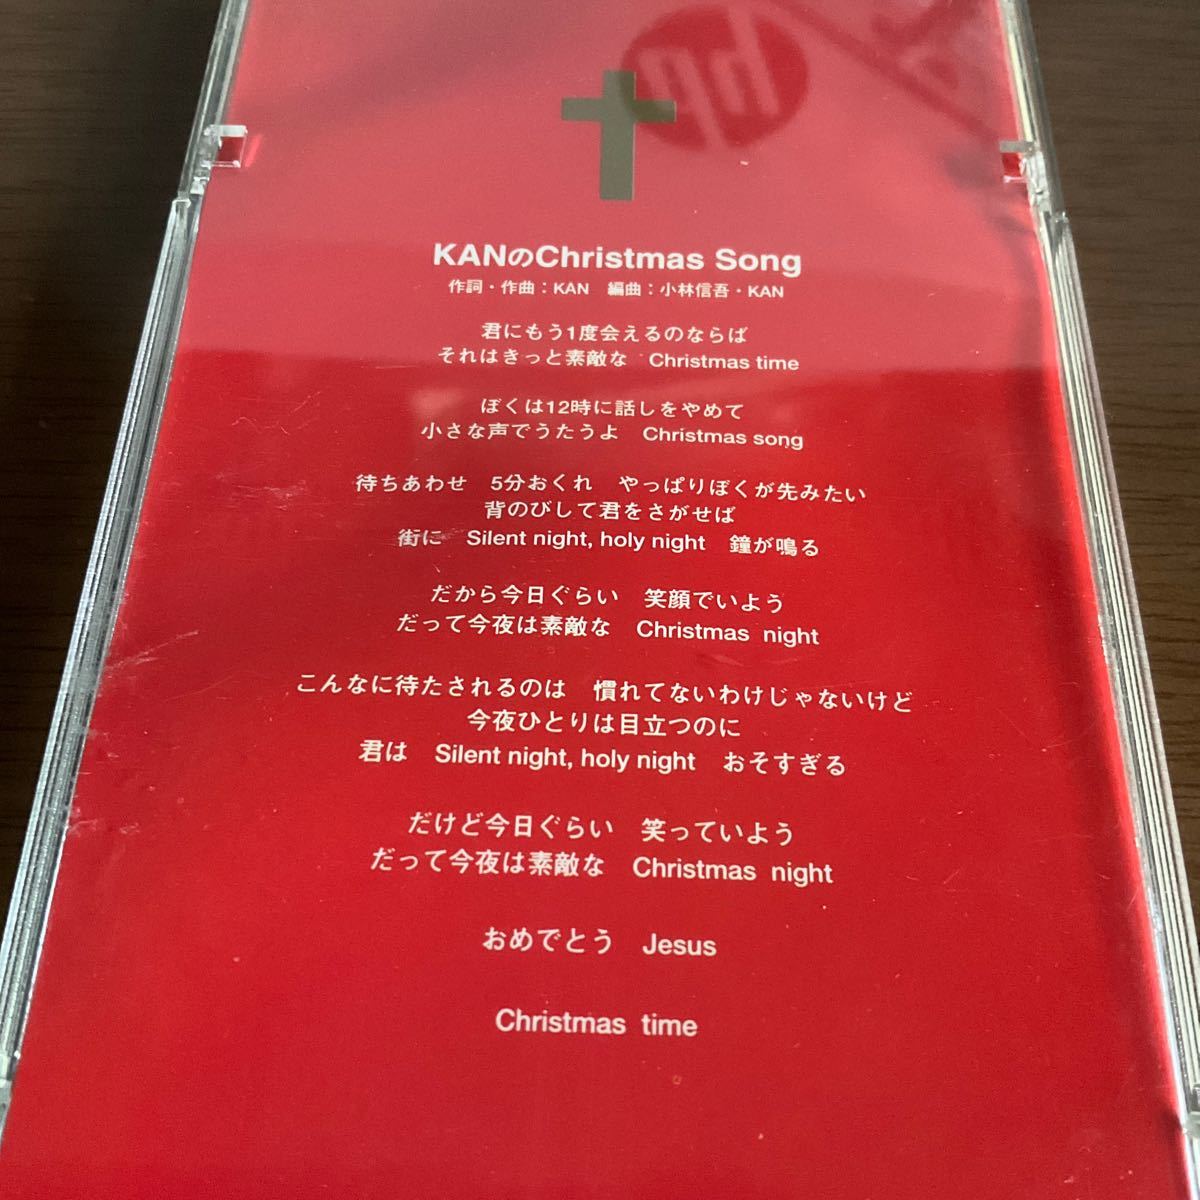 hp
KANのChristmas Song
作詞・作曲：KAN　編曲：小林信吾・KAN
君にもう1度会えるのならば
それはきっと素敵な　Christmas time
ぼくは12時に話しをやめて
小さな声でうたうよ　Christmas song
待ちあわせ　5分おくれ　やっぱりぼくが先みたい
背のびして君をさがせば
街に　Silent night, holy night　鐘が鳴る
だから今日ぐらい　笑顔でいよう
だって今夜は素敵な　Christmas night
こんなに待たされるのは　慣れてないわけじゃないけど
今夜ひとりは目立つのに
君は　Silent night, holy night　おそすぎる
だけど今日ぐらい　笑っていよう
だって今夜は素敵な　Christmas night
おめでとう　Jesus
Christmas time